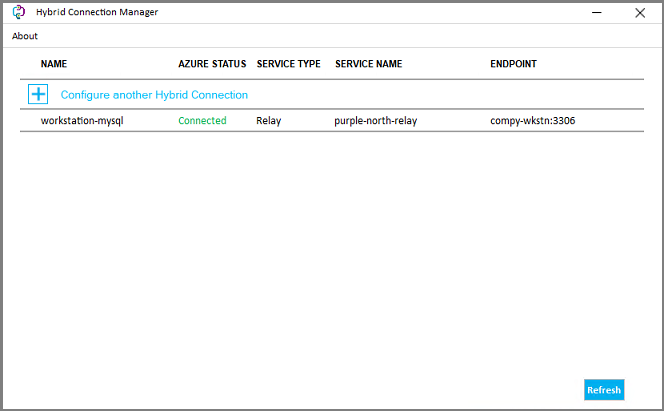 Hybrid Connection Manager
About
NAME AZURE STATUS SERVICE TYPE SERVICE NAME ENDPOINT
Configure another Hybrid Connection
workstation-mysql Connected Relay purple-north-relay compy-wkstn:3306
Refresh